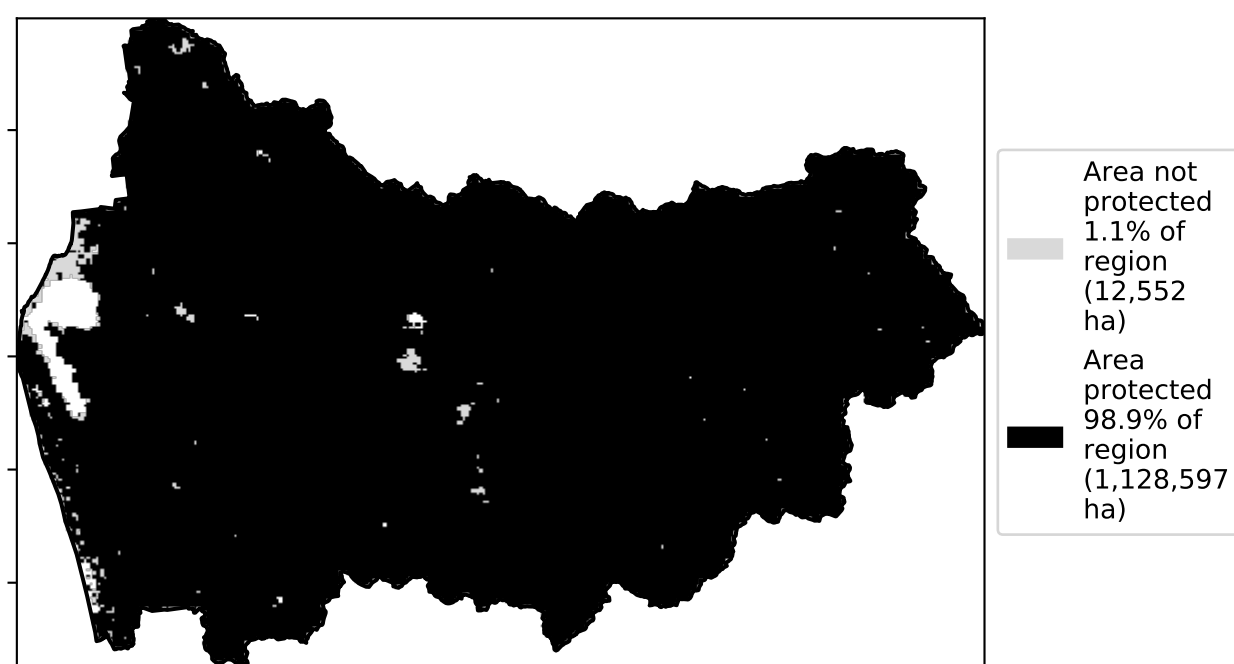 Area not
protected
1.1% of
region
(12,552
ha)
Area
protected
98.9% of
region
(1,128,597
ha)